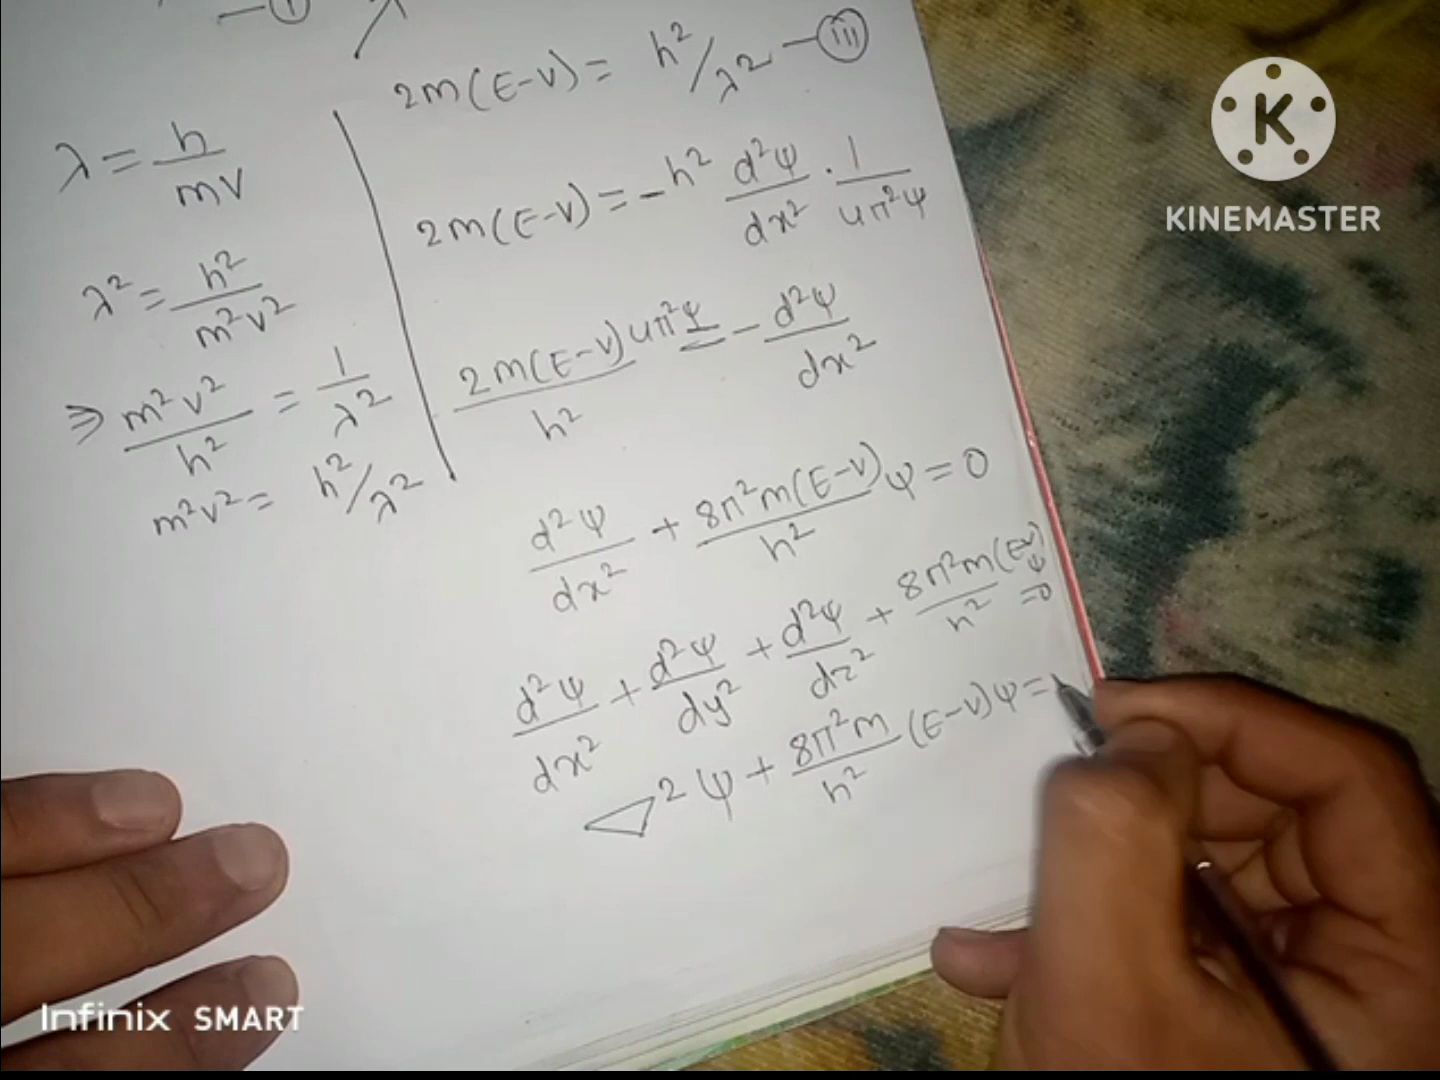 — (I)
λ = h/mv
λ² = h²/m²v²
⇒ m²v²/h² = 1/λ²
m²v² = h²/λ²
2m(E-V) = h²/λ² — (III)
2m(E-V) = -h² d²ψ/dx² . 1/4π²ψ
2m(E-V)4π²ψ/h² = - d²ψ/dx²
d²ψ/dx² + 8π²m(E-V)/h² ψ = 0
d²ψ/dx² + d²ψ/dy² + d²ψ/dz² + 8π²m(E-V)/h² ψ = 0
▽²ψ + 8π²m/h² (E-V)ψ =
K
KINEMASTER
Infinix SMART